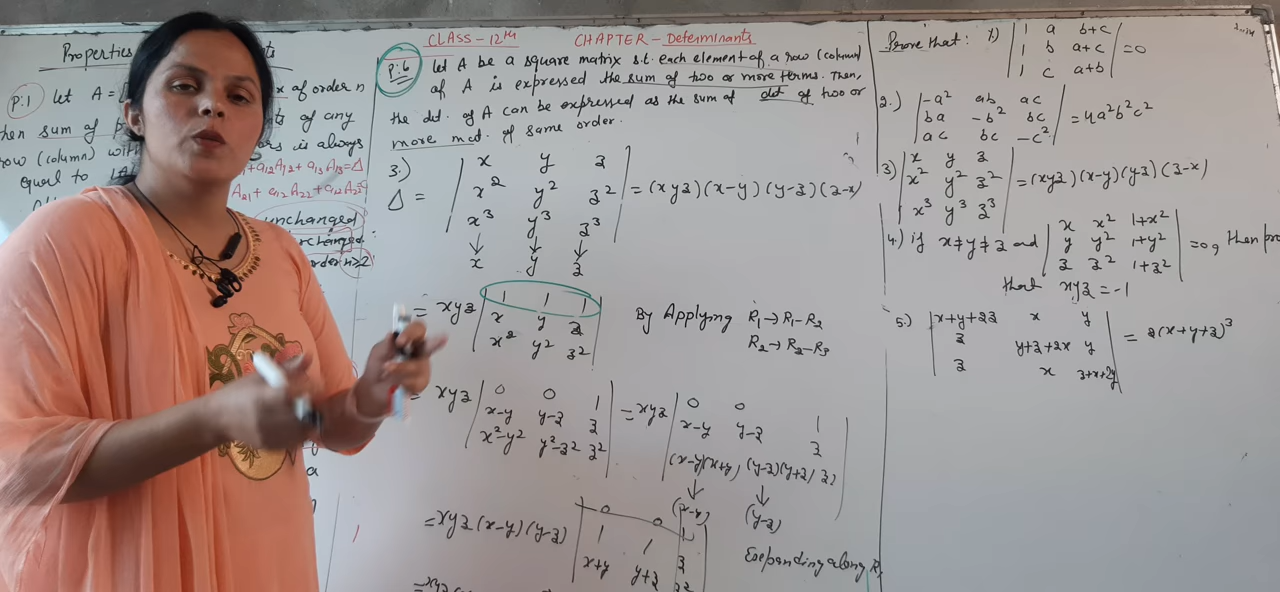 CLASS-12th CHAPTER-Determinants
Properties
P:1 Let A=
of order n
then sum of
of any
row (column)
is always
equal to
+a12A12+a13A13=Δ
unchanged
order n≥2
P:6 Let A be a square matrix s.t. each element of a row (column)
of A is expressed the sum of two or more terms. Then,
the det. of A can be expressed as the sum of det of two or
more mat. of same order.
3.)
Δ = | x y z |
| x² y² z² | = (xyz)(x-y)(y-z)(z-x)
| x³ y³ z³ |
↓ ↓ ↓
x y z
= xyz | 1 1 1 |
| x y z |
| x² y² z² |
By Applying R1→R1-R2
R2→R2-R3
= xyz | 0 0 1 |
| x-y y-z z |
| x²-y² y²-z² z² |
= xyz | 0 0 1 |
| x-y y-z z |
| (x-y)(x+y) (y-z)(y+z) z² |
↓ ↓
(x-y) (y-z)
= xyz (x-y)(y-z) | 0 0 1 |
| 1 1 z |
| x+y y+z z² |
Expanding along R1
= xyz
Prove that: 1) | 1 a b+c |
| 1 b a+c | =0
| 1 c a+b |
2.) | -a² ab ac |
| ba -b² bc | = 4a²b²c²
| ac bc -c² |
3) | x y z |
| x² y² z² | = (xyz)(x-y)(yz)(z-x)
| x³ y³ z³ |
4.) if x≠y≠z and | x x² 1+x² |
| y y² 1+y² | =0, then
| z z² 1+z² |
that xyz = -1
5.) | x+y+2z x y |
| z y+z+2x y | = 2(x+y+z)³
| z x z+x+2y |